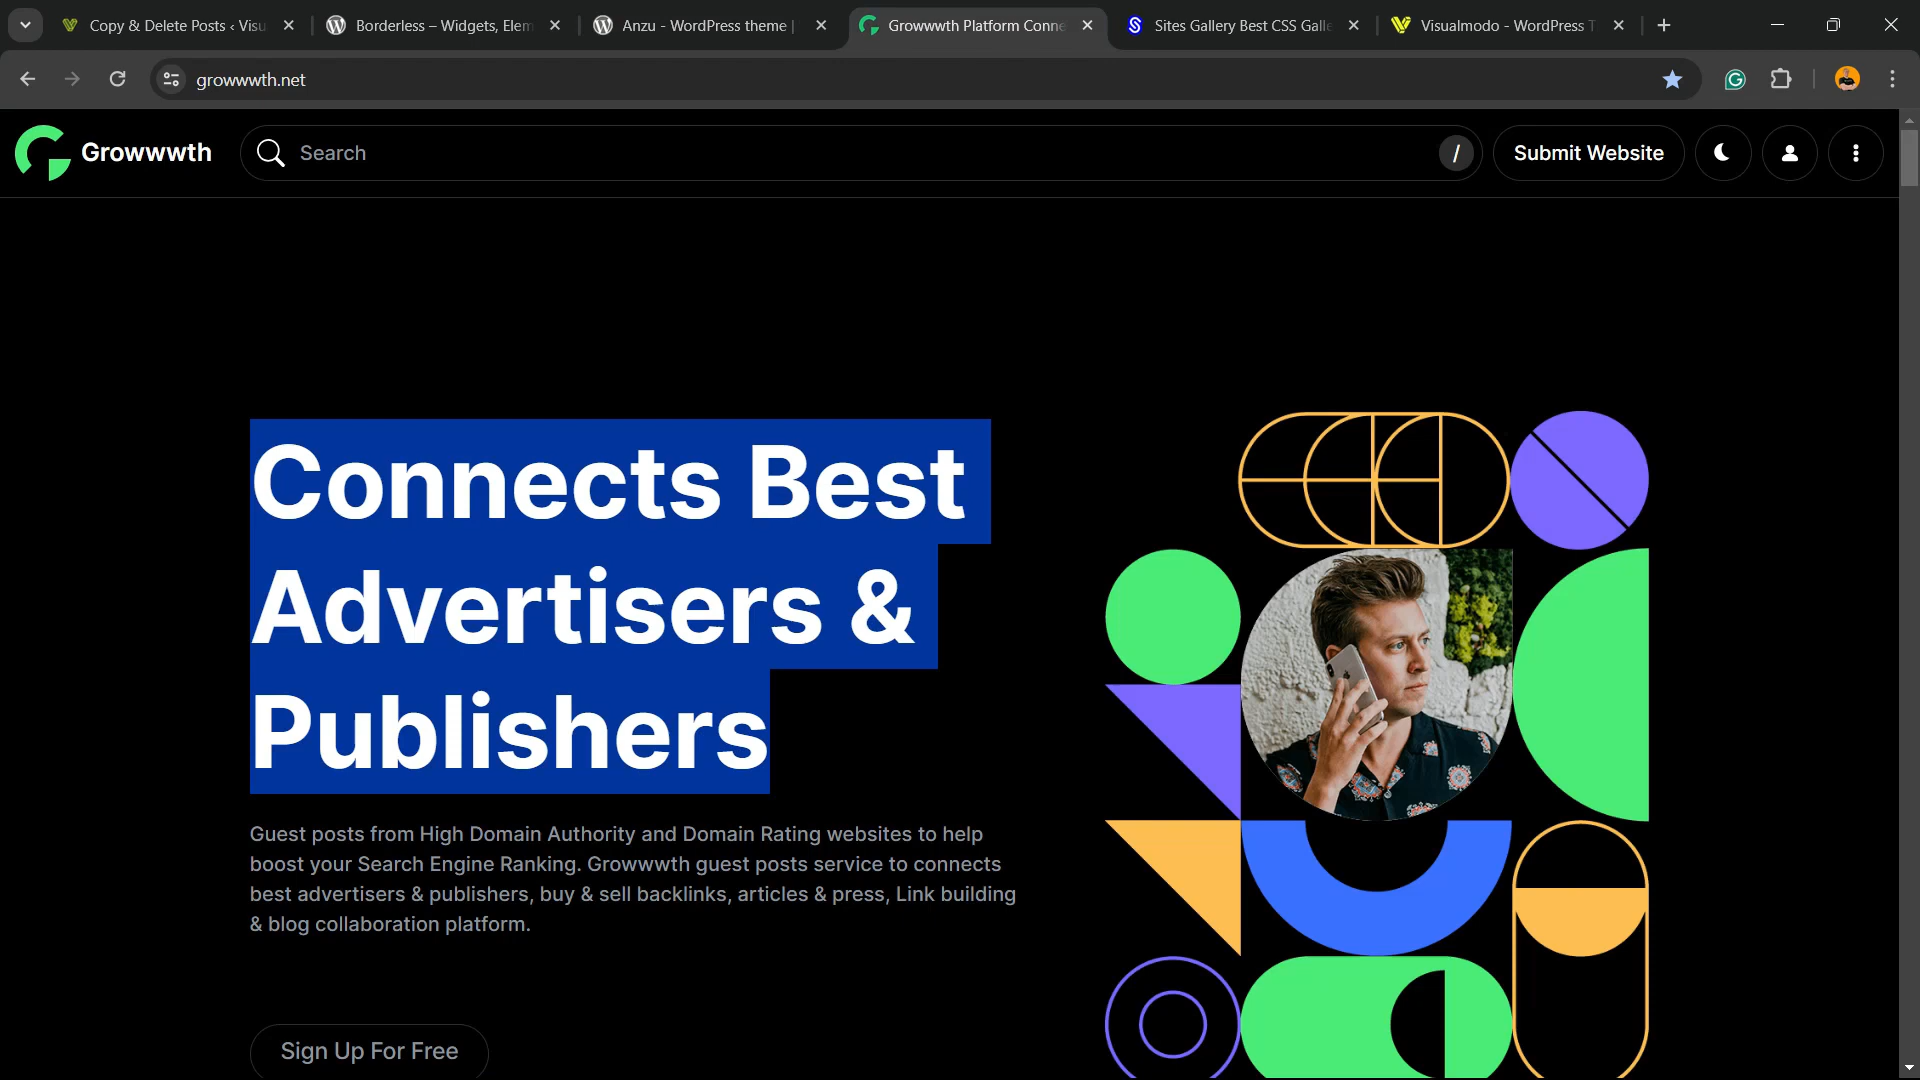 Copy & Delete Posts ‹ Visu
Borderless – Widgets, Elem
Anzu - WordPress theme |
Growwwth Platform Conne
Sites Gallery Best CSS Galle
Visualmodo - WordPress T
growwwth.net
Growwwth
Search
/
Submit Website
Connects Best
Advertisers &
Publishers
Guest posts from High Domain Authority and Domain Rating websites to help
boost your Search Engine Ranking. Growwwth guest posts service to connects
best advertisers & publishers, buy & sell backlinks, articles & press, Link building
& blog collaboration platform.
Sign Up For Free